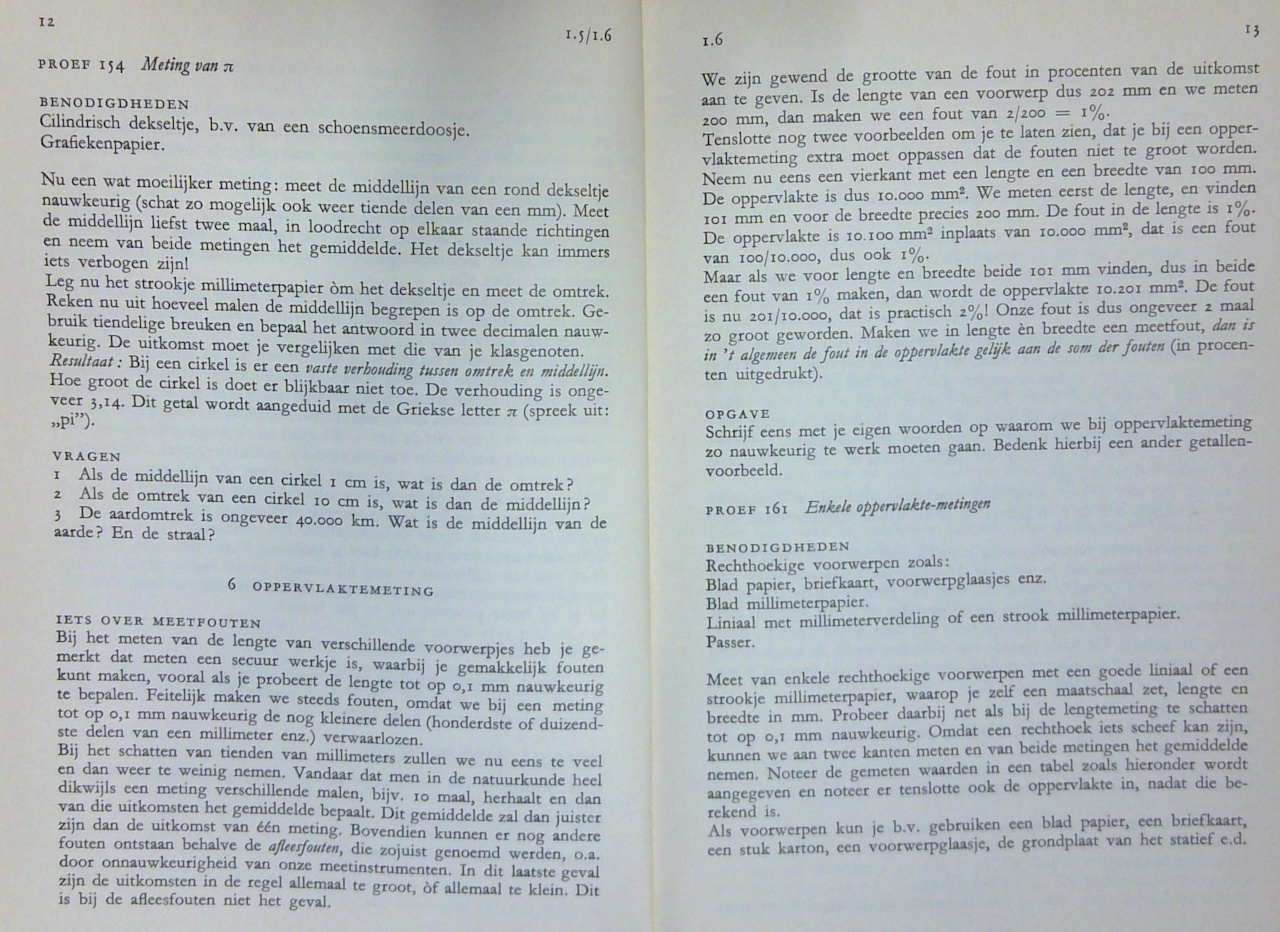 12
1.5/1.6
PROEF 154 Meting van π
BENODIGDHEDEN
Cilindrisch dekseltje, b.v. van een schoensmeerdoosje.
Grafiekenpapier.
Nu een wat moeilijker meting: meet de middellijn van een rond dekseltje
nauwkeurig (schat zo mogelijk ook weer tiende delen van een mm). Meet
de middellijn liefst twee maal, in loodrecht op elkaar staande richtingen
en neem van beide metingen het gemiddelde. Het dekseltje kan immers
iets verbogen zijn!
Leg nu het strookje millimeterpapier òm het dekseltje en meet de omtrek.
Reken nu uit hoeveel malen de middellijn begrepen is op de omtrek. Ge-
bruik tiendelige breuken en bepaal het antwoord in twee decimalen nauw-
keurig. De uitkomst moet je vergelijken met die van je klasgenoten.
Resultaat: Bij een cirkel is er een vaste verhouding tussen omtrek en middellijn.
Hoe groot de cirkel is doet er blijkbaar niet toe. De verhouding is onge-
veer 3,14. Dit getal wordt aangeduid met de Griekse letter π (spreek uit:
„pi”).
VRAGEN
1 Als de middellijn van een cirkel 1 cm is, wat is dan de omtrek?
2 Als de omtrek van een cirkel 10 cm is, wat is dan de middellijn?
3 De aardomtrek is ongeveer 40.000 km. Wat is de middellijn van de
aarde? En de straal?
6 OPPERVLAKTEMETING
IETS OVER MEETFOUTEN
Bij het meten van de lengte van verschillende voorwerpjes heb je ge-
merkt dat meten een secuur werkje is, waarbij je gemakkelijk fouten
kunt maken, vooral als je probeert de lengte tot op 0,1 mm nauwkeurig
te bepalen. Feitelijk maken we steeds fouten, omdat we bij een meting
tot op 0,1 mm nauwkeurig de nog kleinere delen (honderdste of duizend-
ste delen van een millimeter enz.) verwaarlozen.
Bij het schatten van tienden van millimeters zullen we nu eens te veel
en dan weer te weinig nemen. Vandaar dat men in de natuurkunde heel
dikwijls een meting verschillende malen, bijv. 10 maal, herhaalt en dan
van die uitkomsten het gemiddelde bepaalt. Dit gemiddelde zal dan juister
zijn dan de uitkomst van één meting. Bovendien kunnen er nog andere
fouten ontstaan behalve de afleesfouten, die zojuist genoemd werden, o.a.
door onnauwkeurigheid van onze meetinstrumenten. In dit laatste geval
zijn de uitkomsten in de regel allemaal te groot, òf allemaal te klein. Dit
is bij de afleesfouten niet het geval.
1.6
13
We zijn gewend de grootte van de fout in procenten van de uitkomst
aan te geven. Is de lengte van een voorwerp dus 202 mm en we meten
200 mm, dan maken we een fout van 2/200 = 1%.
Tenslotte nog twee voorbeelden om je te laten zien, dat je bij een opper-
vlaktemeting extra moet oppassen dat de fouten niet te groot worden.
Neem nu eens een vierkant met een lengte en een breedte van 100 mm.
De oppervlakte is dus 10.000 mm². We meten eerst de lengte, en vinden
101 mm en voor de breedte precies 200 mm. De fout in de lengte is 1%.
De oppervlakte is 10.100 mm² inplaats van 10.000 mm², dat is een fout
van 100/10.000, dus ook 1%.
Maar als we voor lengte en breedte beide 101 mm vinden, dus in beide
een fout van 1% maken, dan wordt de oppervlakte 10.201 mm². De fout
is nu 201/10.000, dat is practisch 2%! Onze fout is dus ongeveer 2 maal
zo groot geworden. Maken we in lengte èn breedte een meetfout, dan is
in ’t algemeen de fout in de oppervlakte gelijk aan de som der fouten (in procen-
ten uitgedrukt).
OPGAVE
Schrijf eens met je eigen woorden op waarom we bij oppervlaktemeting
zo nauwkeurig te werk moeten gaan. Bedenk hierbij een ander getallen-
voorbeeld.
PROEF 161 Enkele oppervlakte-metingen
BENODIGDHEDEN
Rechthoekige voorwerpen zoals:
Blad papier, briefkaart, voorwerpglaasjes enz.
Blad millimeterpapier.
Liniaal met millimeterverdeling of een strook millimeterpapier.
Passer.
Meet van enkele rechthoekige voorwerpen met een goede liniaal of een
strookje millimeterpapier, waarop je zelf een maatschaal zet, lengte en
breedte in mm. Probeer daarbij net als bij de lengtemeting te schatten
tot op 0,1 mm nauwkeurig. Omdat een rechthoek iets scheef kan zijn,
kunnen we aan twee kanten meten en van beide metingen het gemiddelde
nemen. Noteer de gemeten waarden in een tabel zoals hieronder wordt
aangegeven en noteer er tenslotte ook de oppervlakte in, nadat die be-
rekend is.
Als voorwerpen kun je b.v. gebruiken een blad papier, een briefkaart,
een stuk karton, een voorwerpglaasje, de grondplaat van het statief e.d.